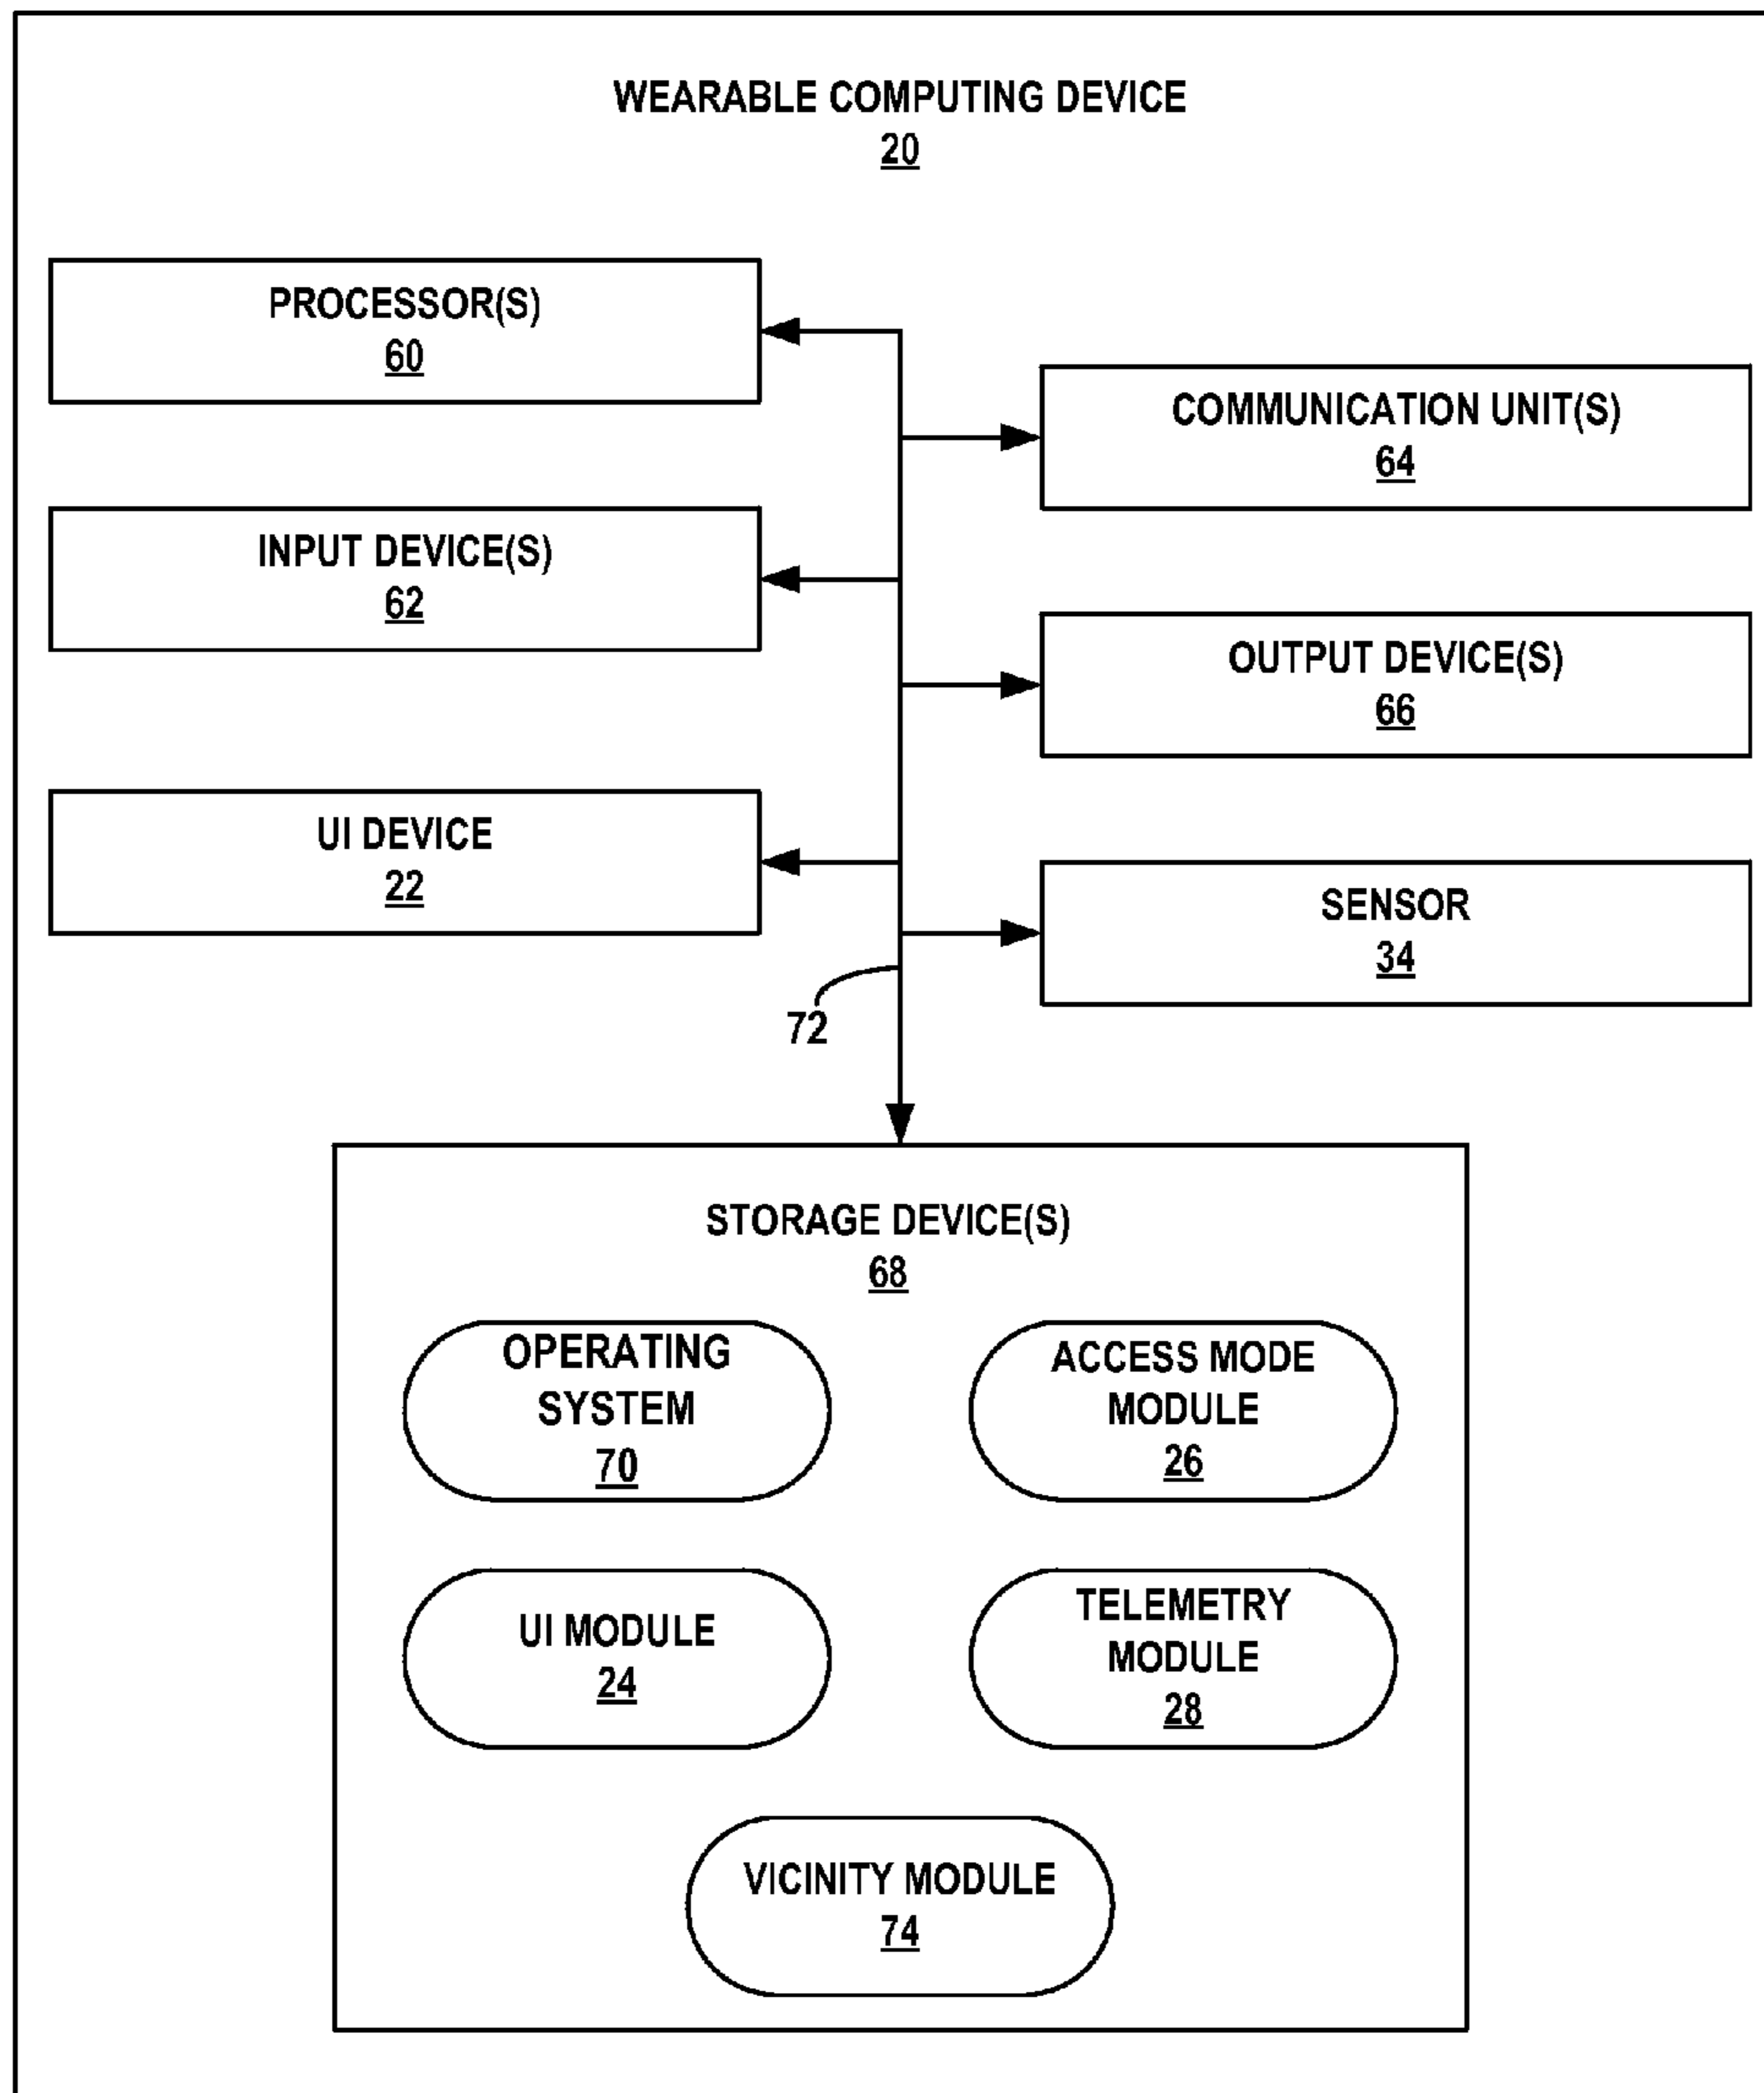 WEARABLE COMPUTING DEVICE
20
PROCESSOR(S)
60
COMMUNICATION UNIT(S)
64
INPUT DEVICE(S)
62
OUTPUT DEVICE(S)
66
UI DEVICE
22
SENSOR
34
72
STORAGE DEVICE(S)
68
OPERATING
SYSTEM
70
ACCESS MODE
MODULE
26
UI MODULE
24
TELEMETRY
MODULE
28
VICINITY MODULE
74